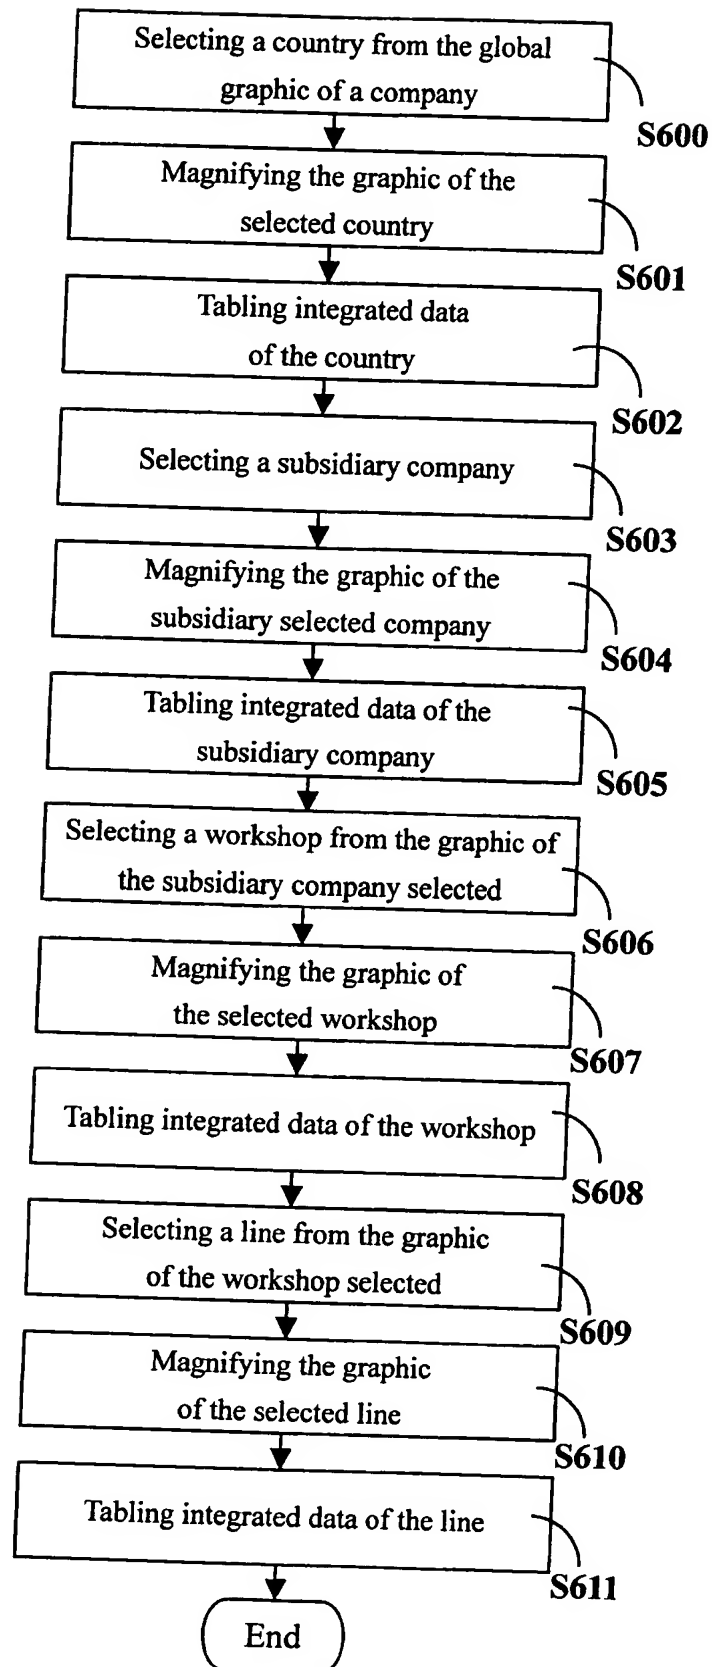 Selecting a country from the global
graphic of a company
S600
Magnifying the graphic of the
selected country
S601
Tabling integrated data
of the country
S602
Selecting a subsidiary company
S603
Magnifying the graphic of the
subsidiary selected company
S604
Tabling integrated data of the
subsidiary company
S605
Selecting a workshop from the graphic of
the subsidiary company selected
S606
Magnifying the graphic of
the selected workshop
S607
Tabling integrated data of the workshop
S608
Selecting a line from the graphic
of the workshop selected
S609
Magnifying the graphic
of the selected line
S610
Tabling integrated data of the line
S611
End